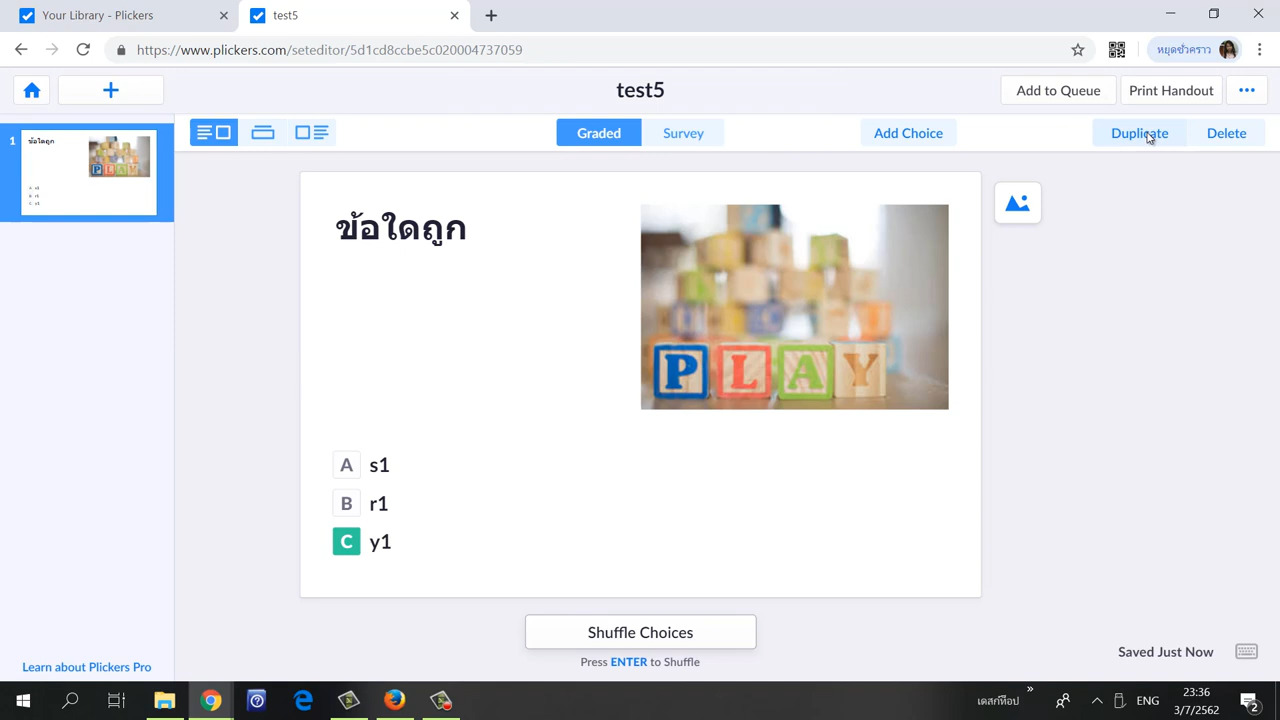 Your Library - Plickers
test5
https://www.plickers.com/seteditor/5d1cd8ccbe5c020004737059
หยุดชั่วคราว
test5
Add to Queue
Print Handout
Graded
Survey
Add Choice
Duplicate
Delete
1
ข้อใดถูก
A s1
B r1
C y1
ข้อใดถูก
PLAY
A s1
B r1
C y1
Shuffle Choices
Press ENTER to Shuffle
Saved Just Now
Learn about Plickers Pro
เดสก์ท็อป
ENG
23:36
3/7/2562
2